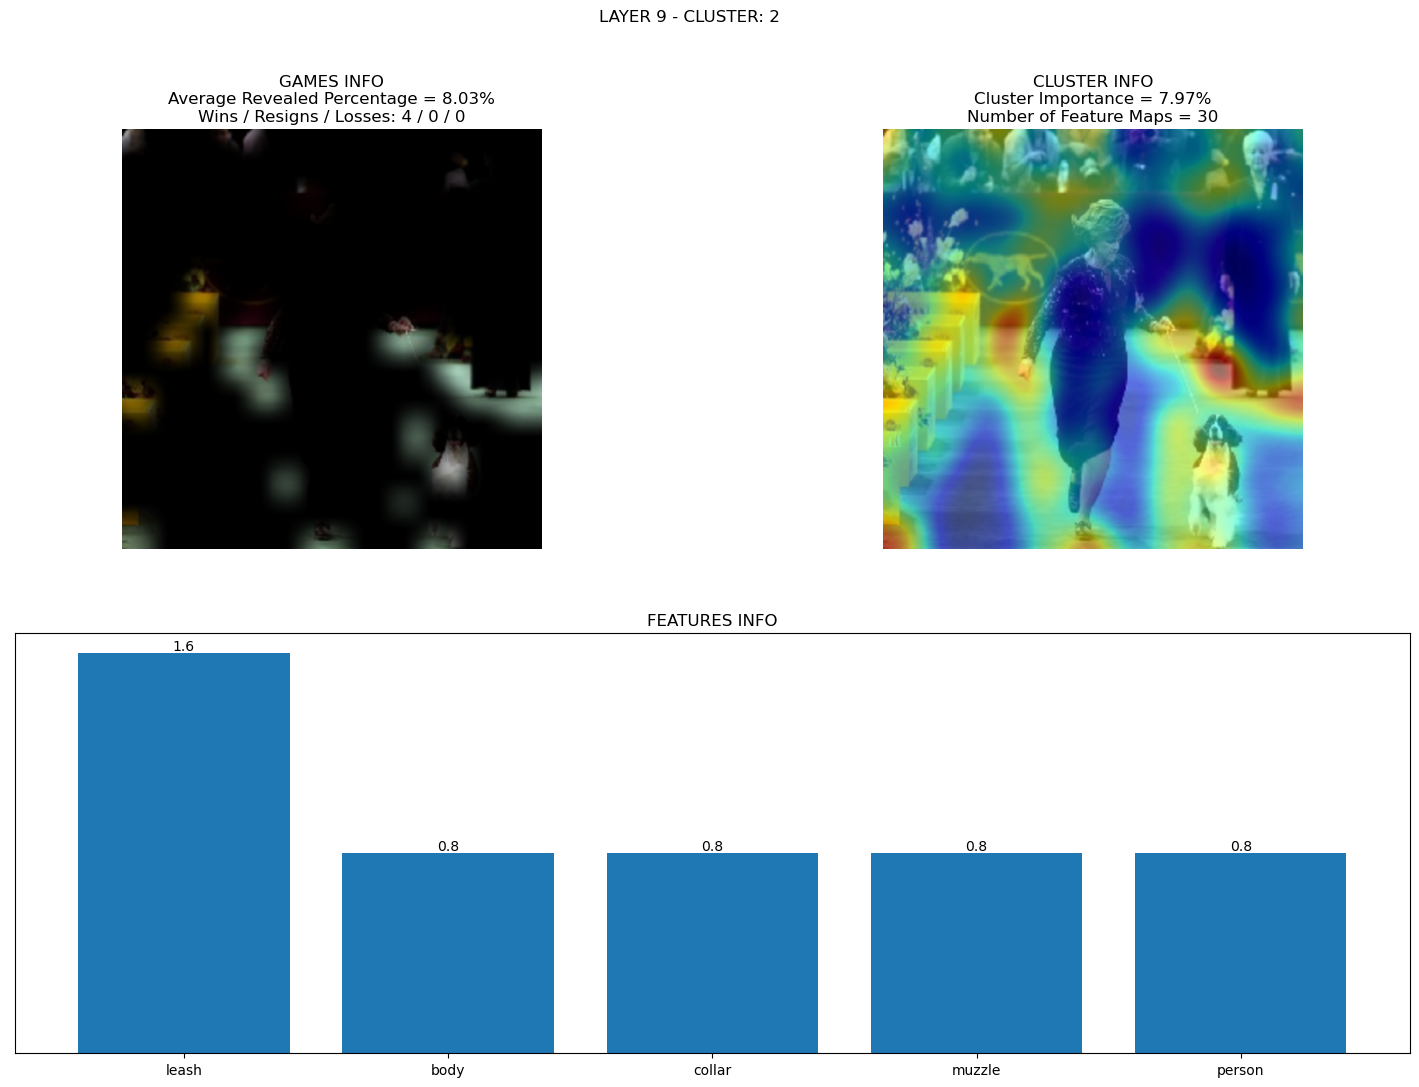 LAYER 9 - CLUSTER: 2
GAMES INFO
Average Revealed Percentage = 8.03%
Wins / Resigns / Losses: 4 / 0 / 0
CLUSTER INFO
Cluster Importance = 7.97%
Number of Feature Maps = 30
FEATURES INFO
1.6
0.8
0.8
0.8
0.8
leash
body
collar
muzzle
person